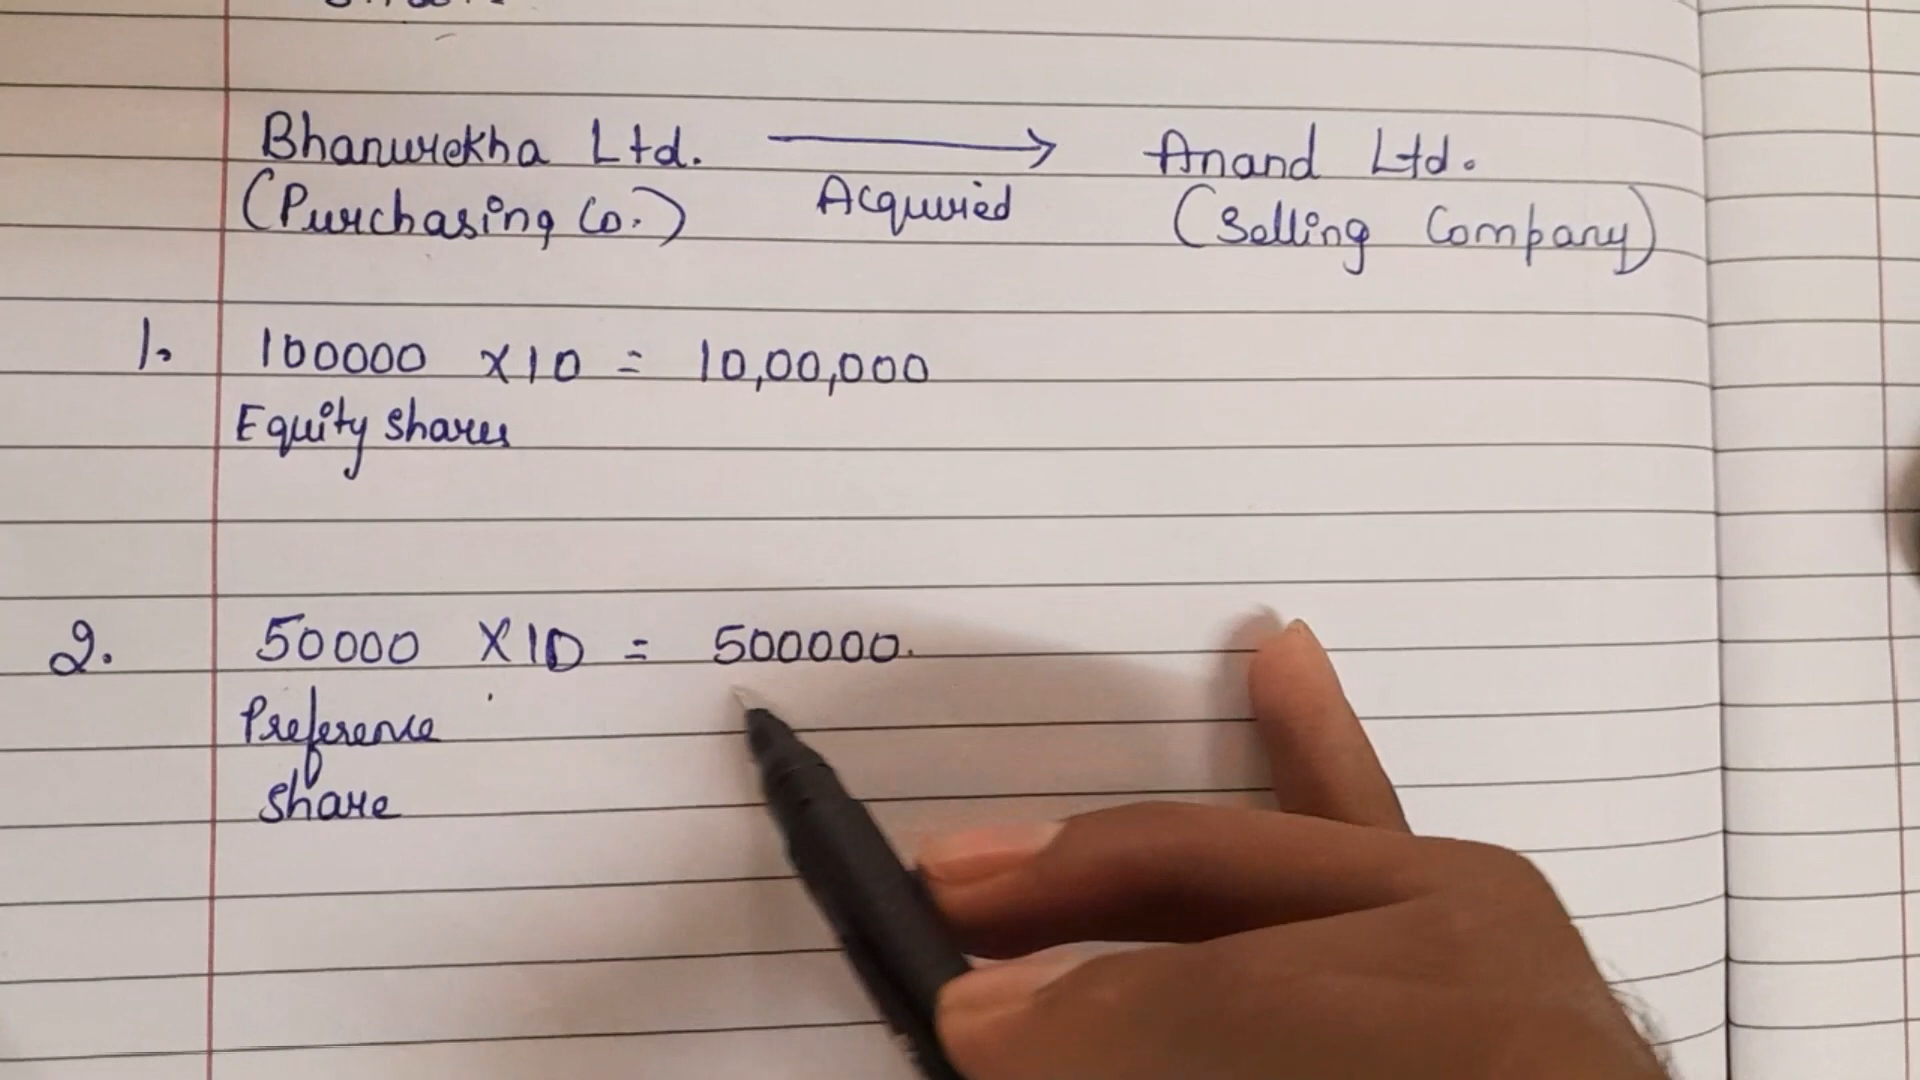 Bhanurekha Ltd. → Anand Ltd.
(Purchasing Co.) Acquried (Selling Company)
1. 100000 X10 = 10,00,000
Equity shares
2. 50000 X10 = 500000.
Preference
share